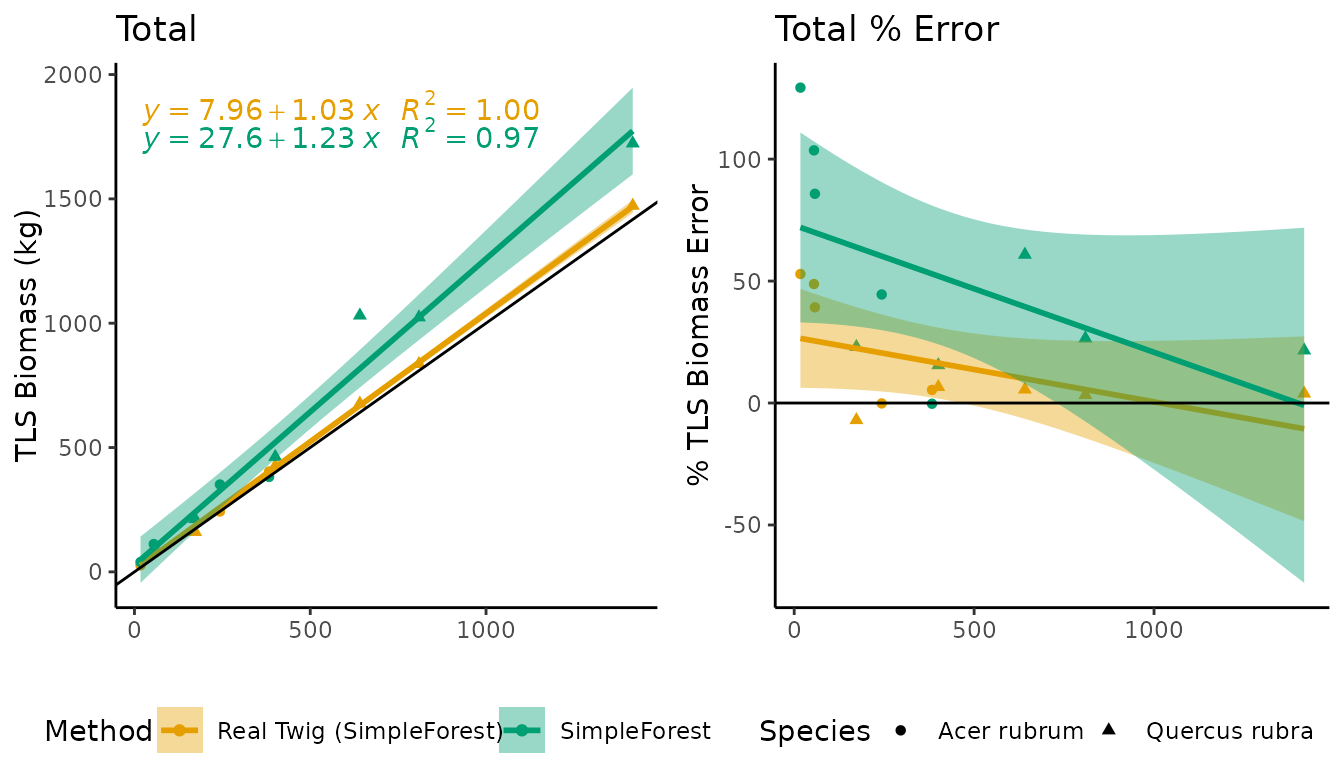 Total
TLS Biomass (kg)
2000
1500
1000
500
0
y = 7.96 + 1.03 x R² = 1.00
y = 27.6 + 1.23 x R² = 0.97
0 500 1000
Total % Error
% TLS Biomass Error
100
50
0
-50
0 500 1000
Method Real Twig (SimpleForest) SimpleForest Species Acer rubrum Quercus rubra